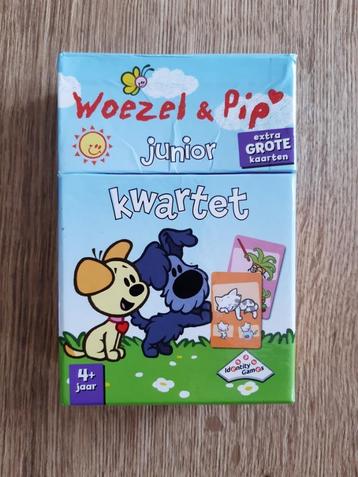 Woezel & Pip
junior
extra
GROTE
kaarten
kwartet
4+
jaar
Identity
Games